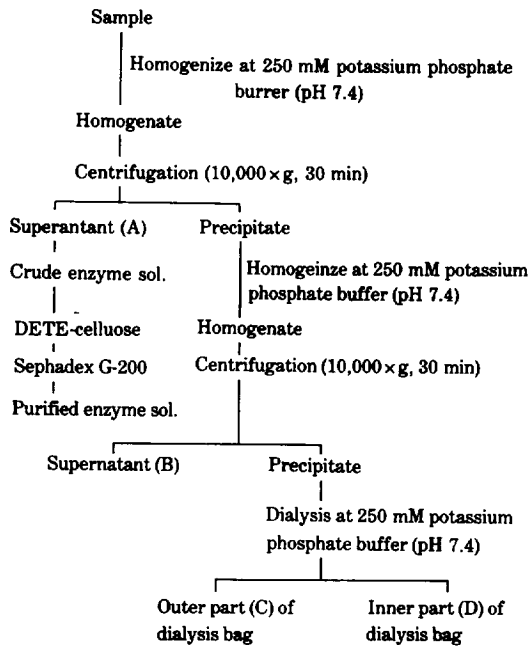 Sample
Homogenize at 250 mM potassium phosphate
burrer (pH 7.4)
Homogenate
Centrifugation (10,000×g, 30 min)
Superantant (A)
Precipitate
Crude enzyme sol.
Homogeinze at 250 mM potassium
phosphate buffer (pH 7.4)
DETE-celluose
Homogenate
Sephadex G-200
Centrifugation (10,000×g, 30 min)
Purified enzyme sol.
Supernatant (B)
Precipitate
Dialysis at 250 mM potassium
phosphate buffer (pH 7.4)
Outer part (C) of
dialysis bag
Inner part (D) of
dialysis bag